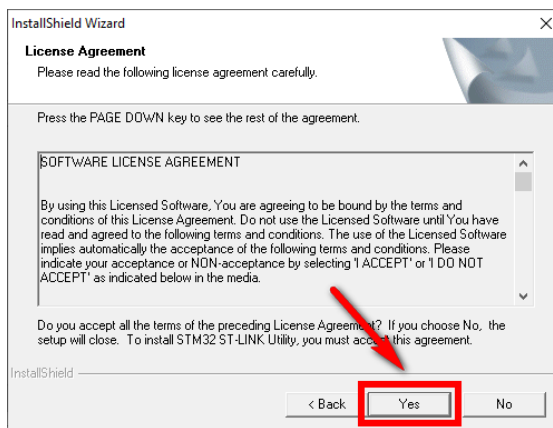 InstallShield Wizard
License Agreement
Please read the following license agreement carefully.
Press the PAGE DOWN key to see the rest of the agreement.
SOFTWARE LICENSE AGREEMENT
By using this Licensed Software, You are agreeing to be bound by the terms and
conditions of this License Agreement. Do not use the Licensed Software until You have
read and agreed to the following terms and conditions. The use of the Licensed Software
implies automatically the acceptance of the following terms and conditions. Please
indicate your acceptance or NON-acceptance by selecting 'I ACCEPT' or 'I DO NOT
ACCEPT' as indicated below in the media.
Do you accept all the terms of the preceding License Agreement? If you choose No, the
setup will close. To install STM32 ST-LINK Utility, you must accept this agreement.
InstallShield
< Back Yes No